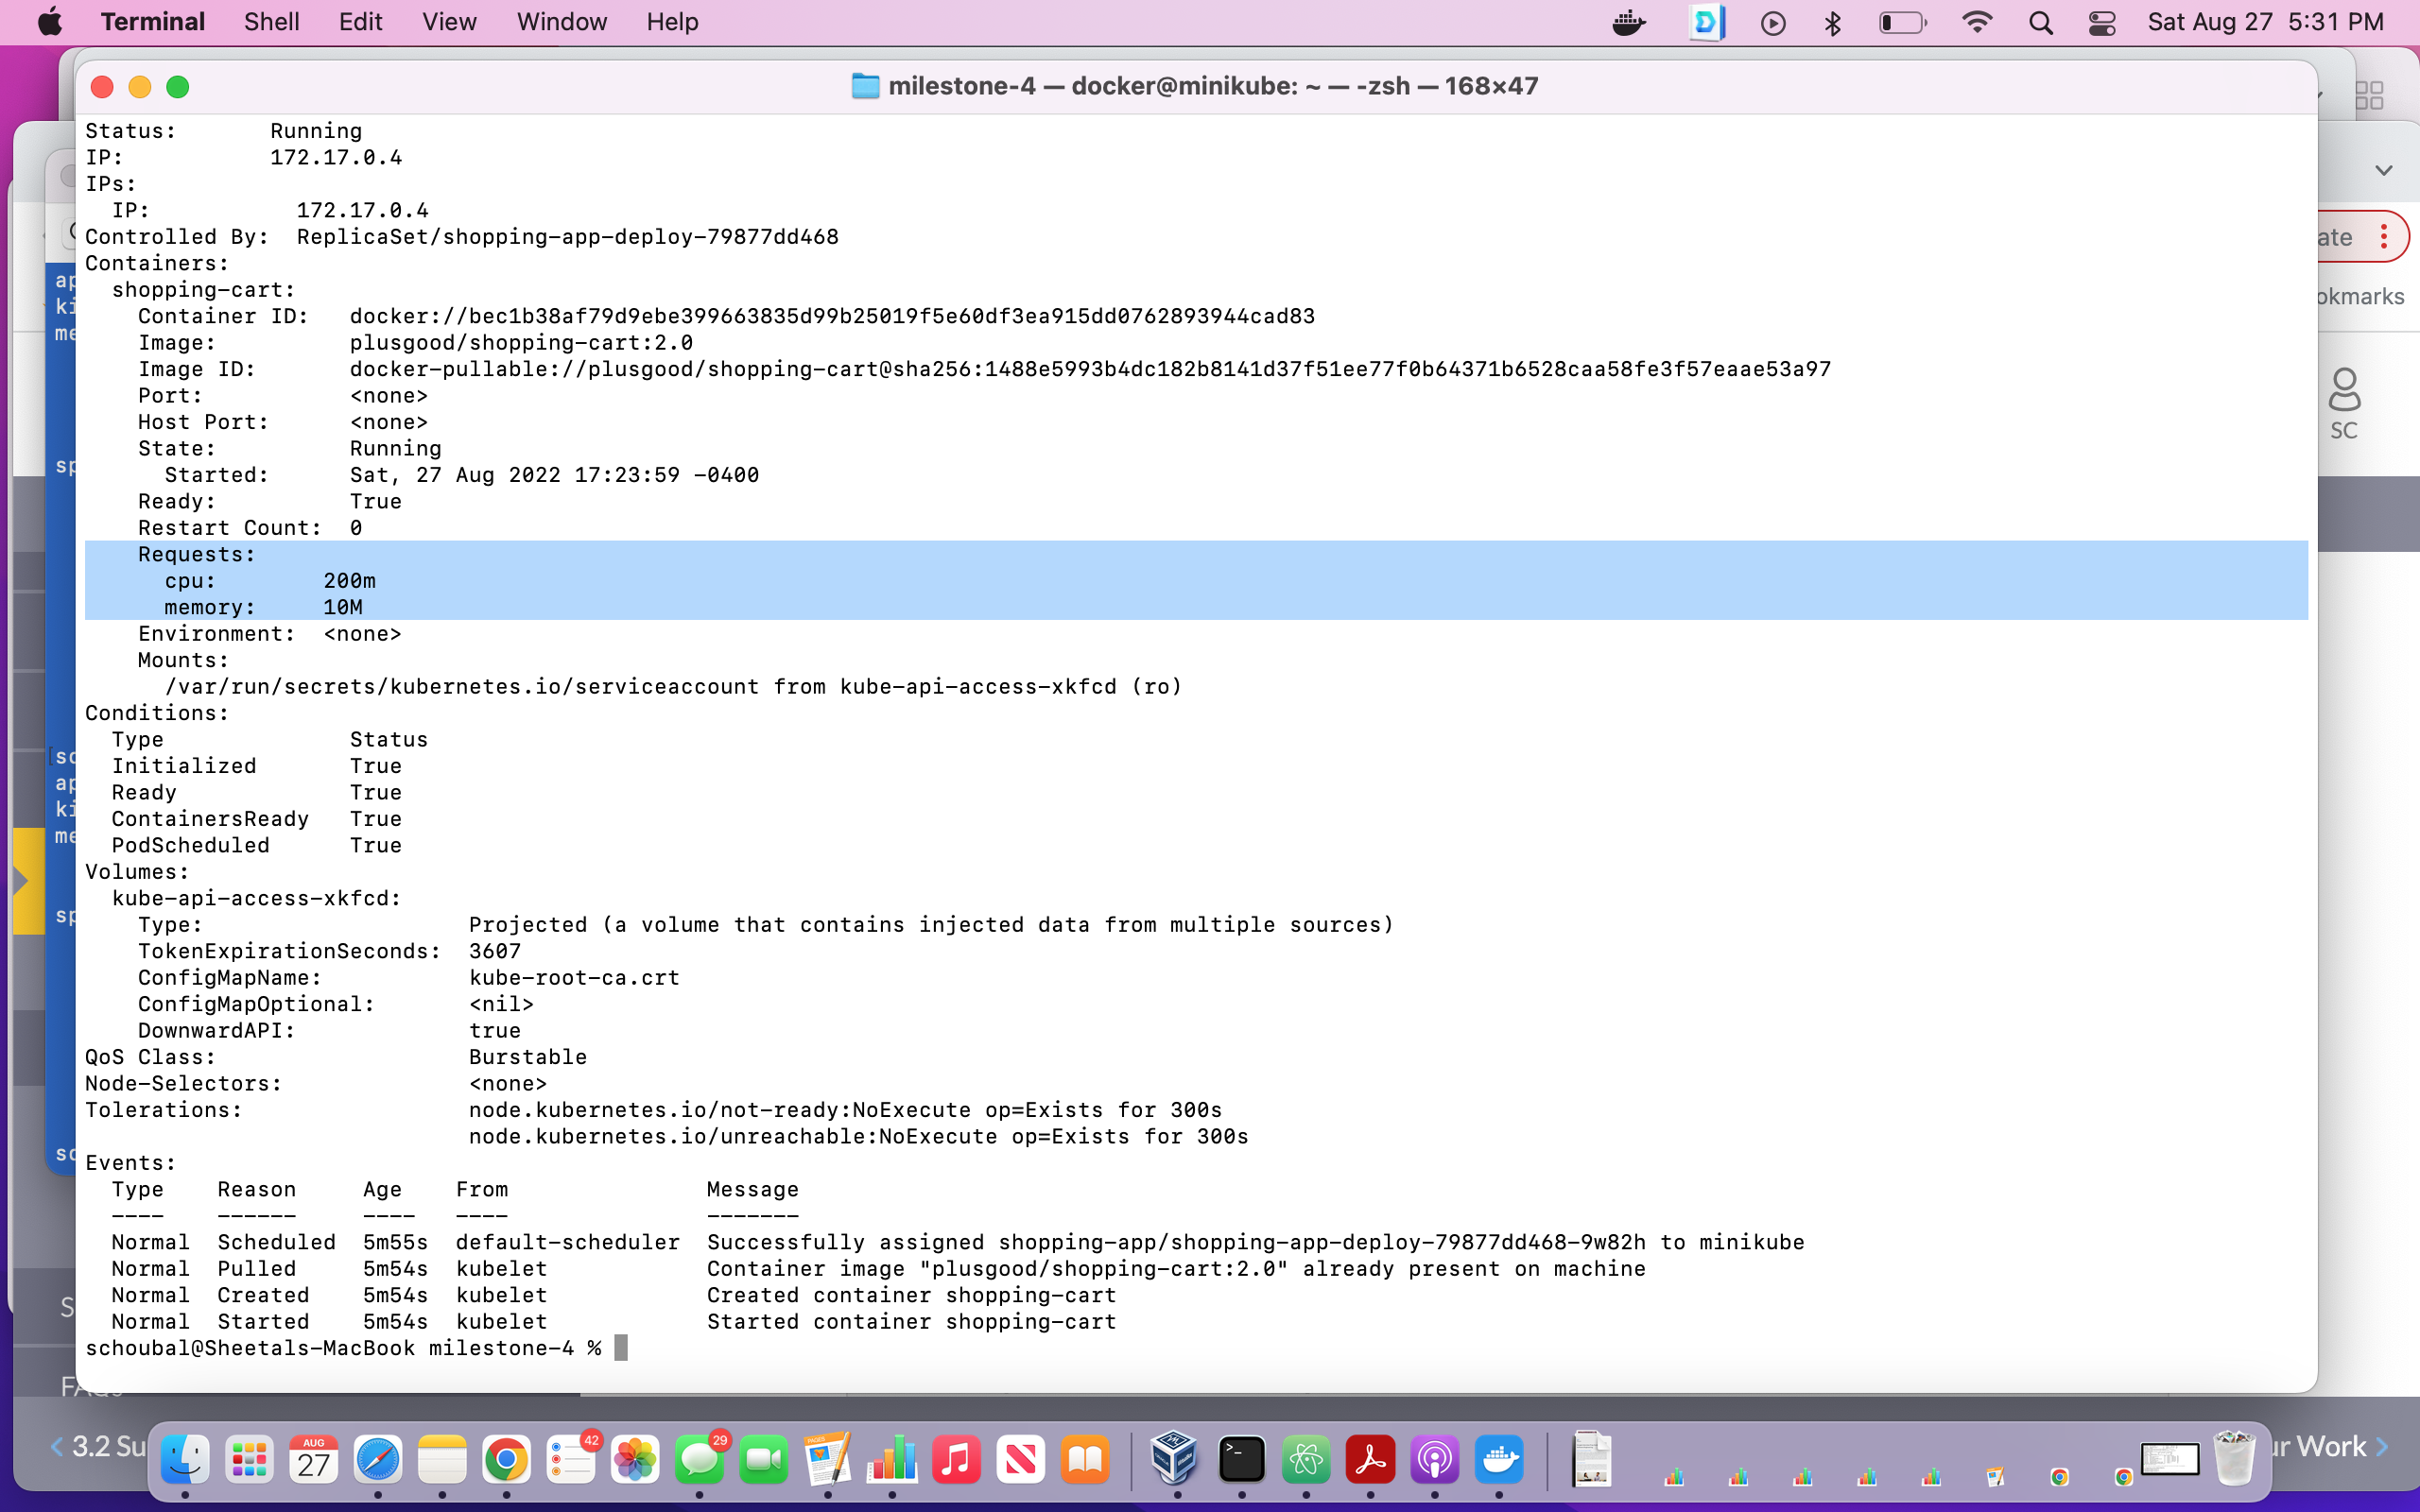 Terminal Shell Edit View Window Help Sat Aug 27 5:31 PM
milestone-4 — docker@minikube: ~ — -zsh — 168×47
Status:       Running
IP:           172.17.0.4
IPs:
  IP:           172.17.0.4
Controlled By:  ReplicaSet/shopping-app-deploy-79877dd468
Containers:
  shopping-cart:
    Container ID:   docker://bec1b38af79d9ebe399663835d99b25019f5e60df3ea915dd0762893944cad83
    Image:          plusgood/shopping-cart:2.0
    Image ID:       docker-pullable://plusgood/shopping-cart@sha256:1488e5993b4dc182b8141d37f51ee77f0b64371b6528caa58fe3f57eaae53a97
    Port:           <none>
    Host Port:      <none>
    State:          Running
      Started:      Sat, 27 Aug 2022 17:23:59 -0400
    Ready:          True
    Restart Count:  0
    Requests:
      cpu:        200m
      memory:     10M
    Environment:  <none>
    Mounts:
      /var/run/secrets/kubernetes.io/serviceaccount from kube-api-access-xkfcd (ro)
Conditions:
  Type              Status
  Initialized       True
  Ready             True
  ContainersReady   True
  PodScheduled      True
Volumes:
  kube-api-access-xkfcd:
    Type:                    Projected (a volume that contains injected data from multiple sources)
    TokenExpirationSeconds:  3607
    ConfigMapName:           kube-root-ca.crt
    ConfigMapOptional:       <nil>
    DownwardAPI:             true
QoS Class:                   Burstable
Node-Selectors:              <none>
Tolerations:                 node.kubernetes.io/not-ready:NoExecute op=Exists for 300s
                             node.kubernetes.io/unreachable:NoExecute op=Exists for 300s
Events:
  Type    Reason     Age    From               Message
  ----    ------     ----   ----               -------
  Normal  Scheduled  5m55s  default-scheduler  Successfully assigned shopping-app/shopping-app-deploy-79877dd468-9w82h to minikube
  Normal  Pulled     5m54s  kubelet            Container image "plusgood/shopping-cart:2.0" already present on machine
  Normal  Created    5m54s  kubelet            Created container shopping-cart
  Normal  Started    5m54s  kubelet            Started container shopping-cart
schoubal@Sheetals-MacBook milestone-4 %
SC
3.2 Su
Work
AUG
27
42
29